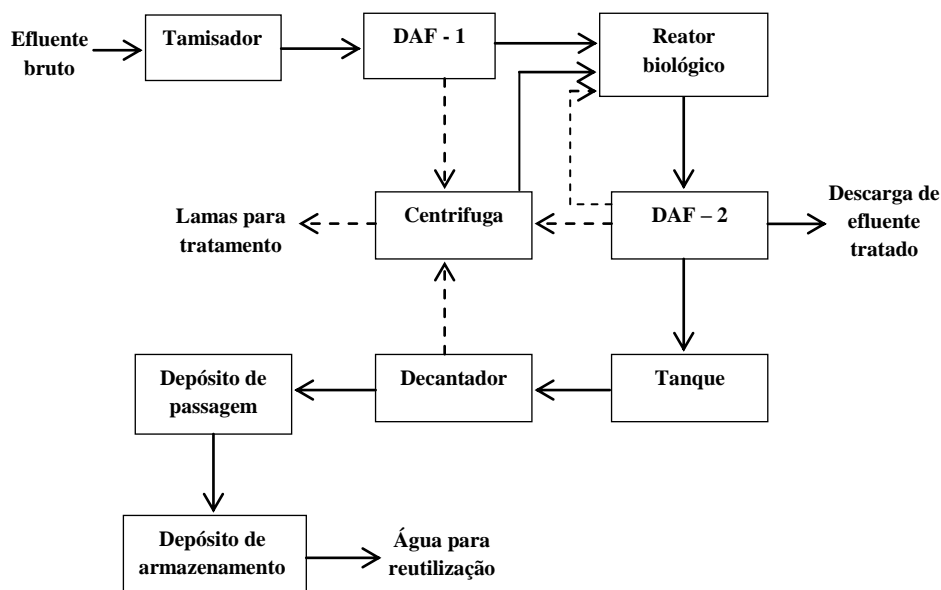 Efluente
bruto
Tamisador
DAF - 1
Reator
biológico
Lamas para
tratamento
Centrifuga
DAF – 2
Descarga de
efluente
tratado
Depósito de
passagem
Decantador
Tanque
Depósito de
armazenamento
Água para
reutilização